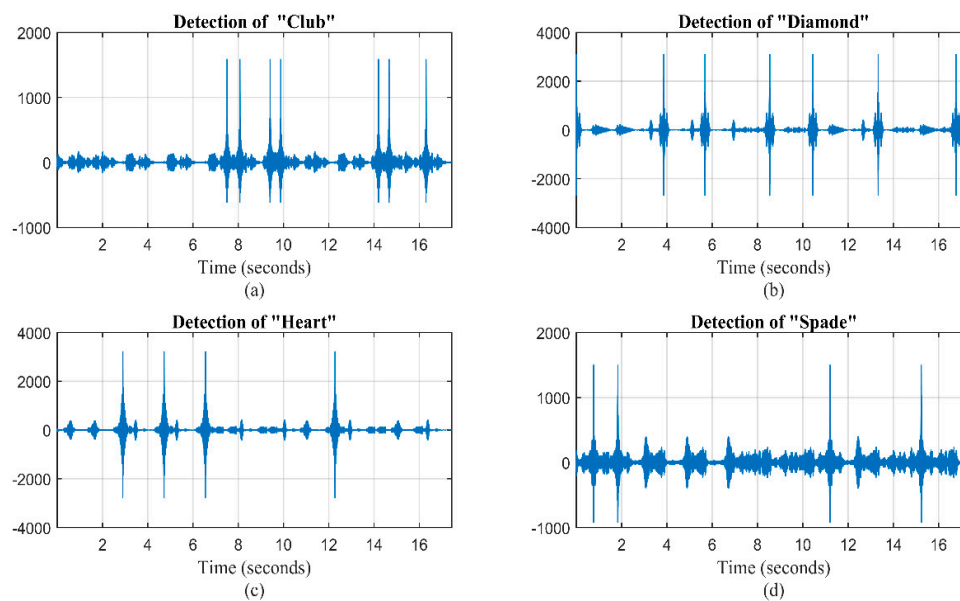 Detection of "Club"
2000
1000
0
-1000
2 4 6 8 10 12 14 16
Time (seconds)
(a)
Detection of "Diamond"
4000
2000
0
-2000
-4000
2 4 6 8 10 12 14 16
Time (seconds)
(b)
Detection of "Heart"
4000
2000
0
-2000
-4000
2 4 6 8 10 12 14 16
Time (seconds)
(c)
Detection of "Spade"
2000
1000
0
-1000
2 4 6 8 10 12 14 16
Time (seconds)
(d)